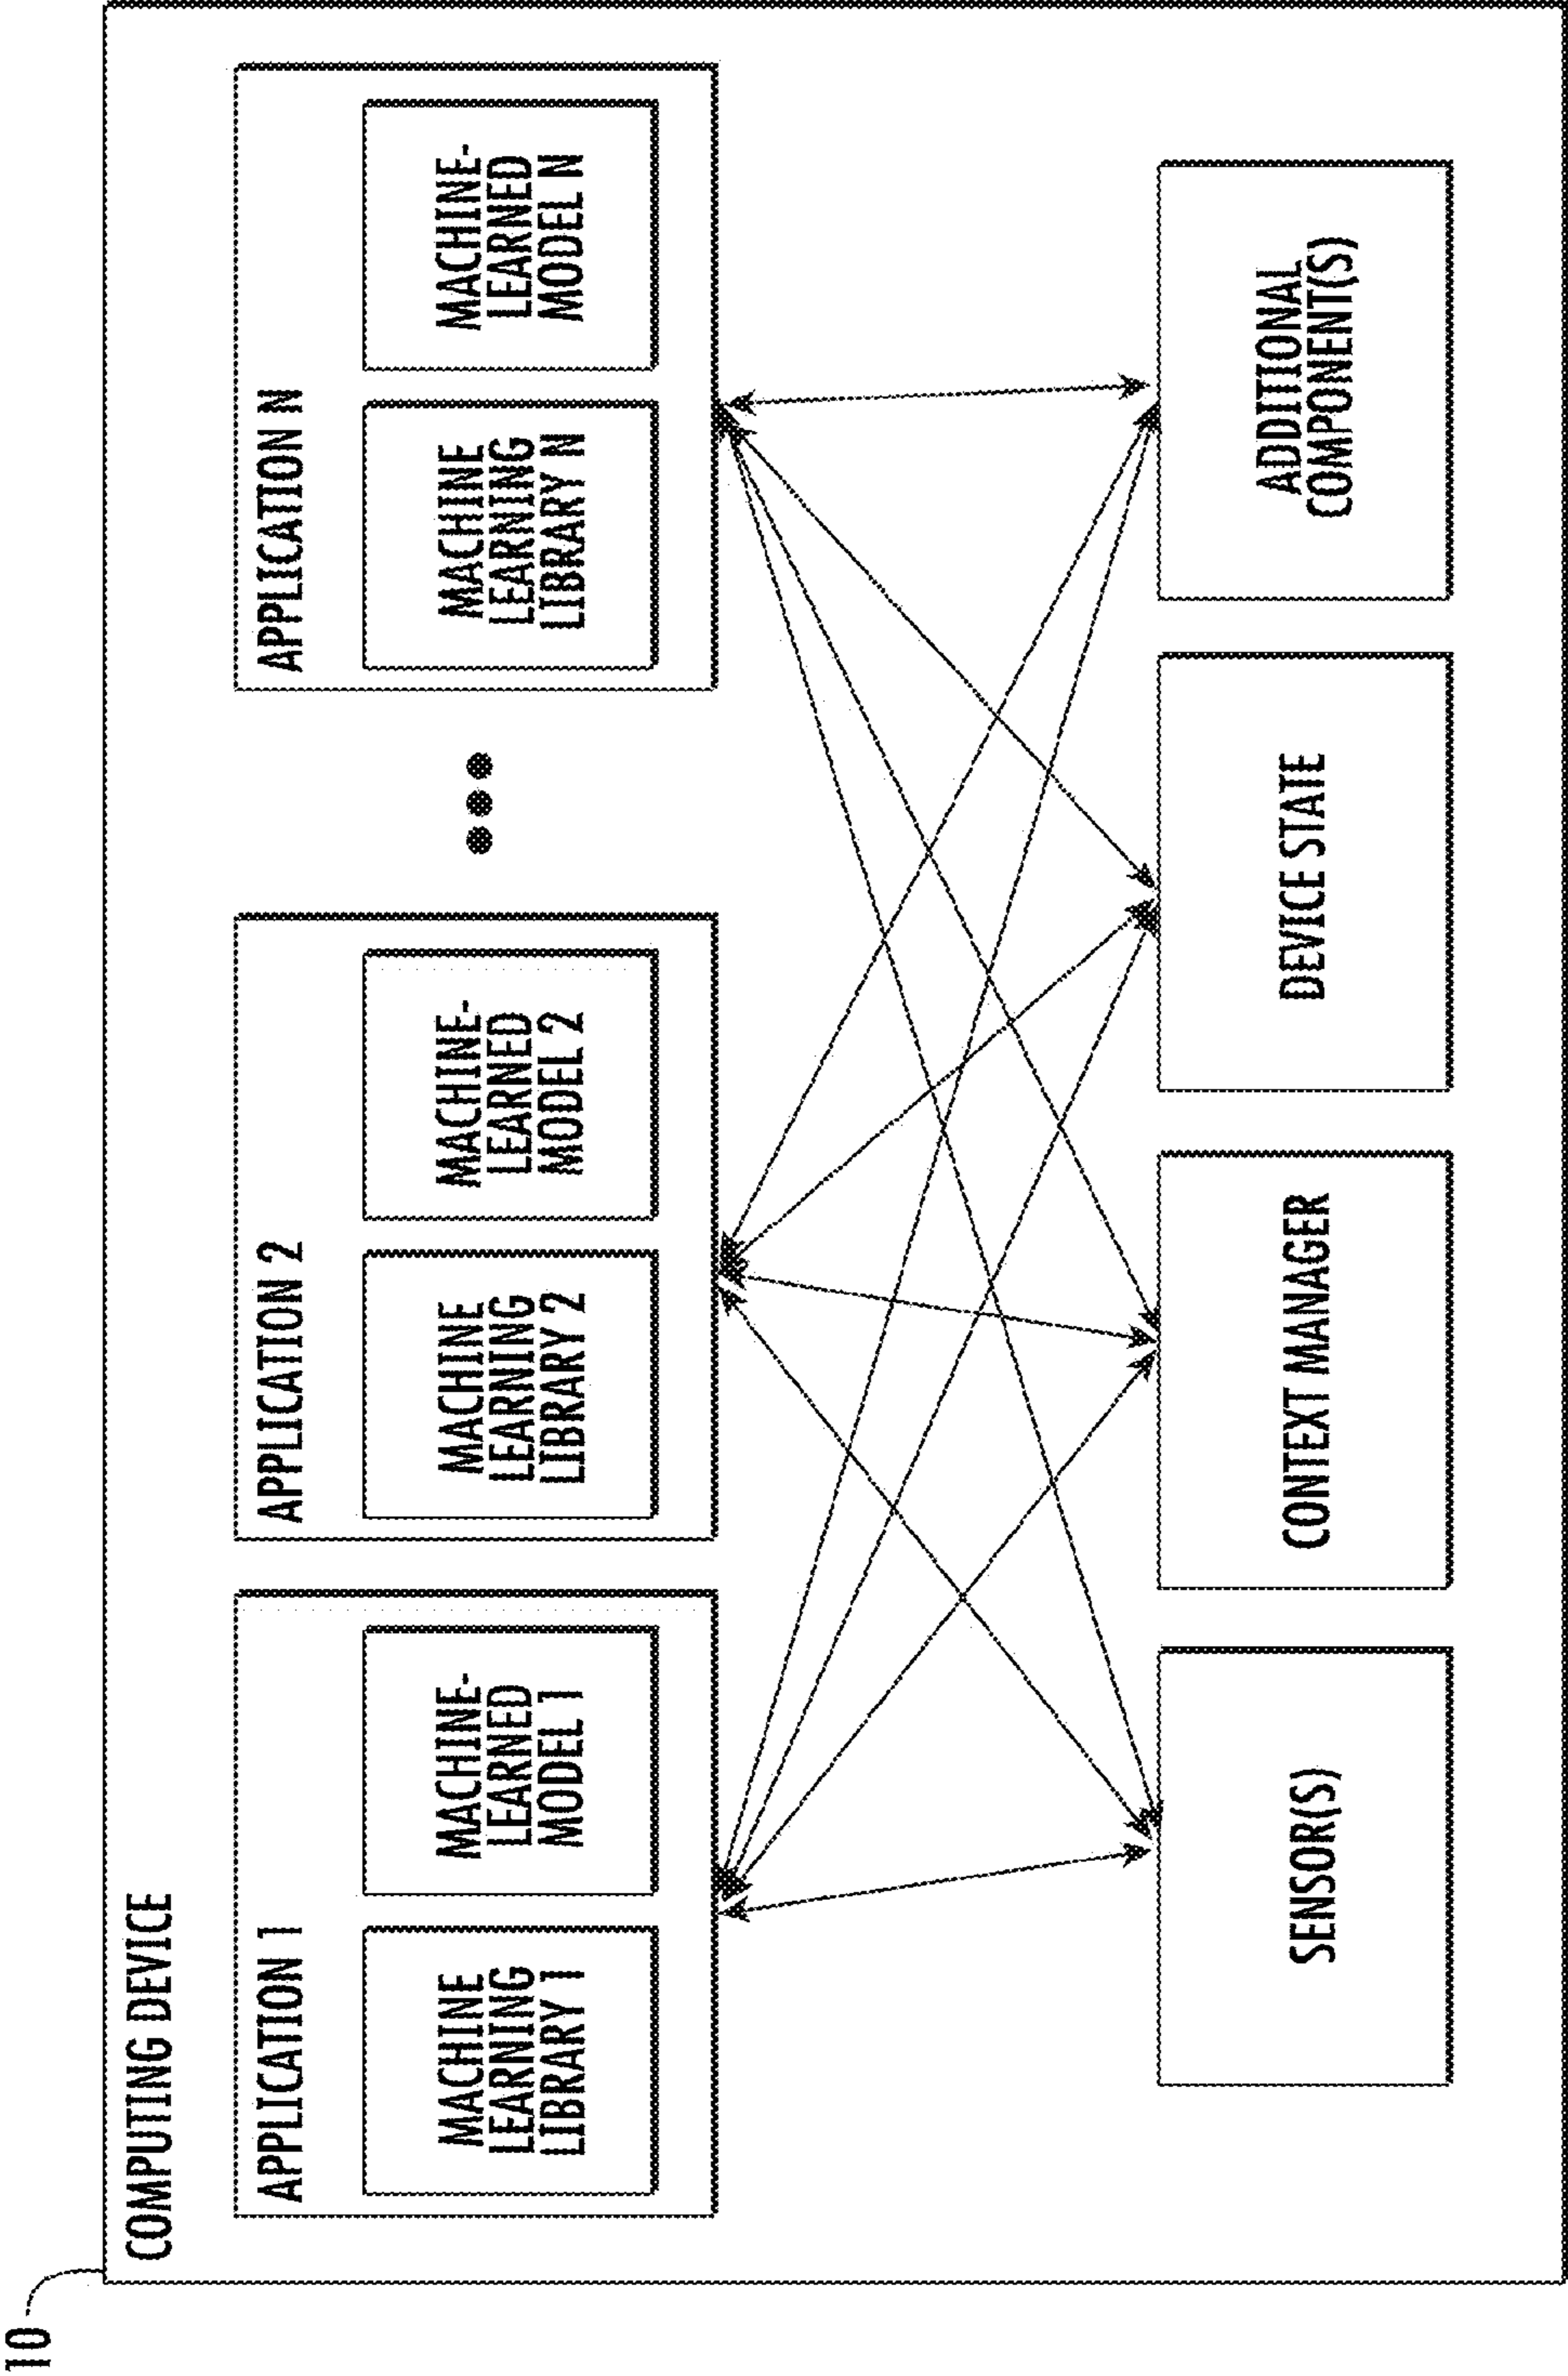 10
COMPUTING DEVICE
APPLICATION 1
MACHINE
LEARNING
LIBRARY 1
MACHINE-
LEARNED
MODEL 1
APPLICATION 2
MACHINE
LEARNING
LIBRARY 2
MACHINE-
LEARNED
MODEL 2
APPLICATION N
MACHINE
LEARNING
LIBRARY N
MACHINE-
LEARNED
MODEL N
SENSOR(S)
CONTEXT MANAGER
DEVICE STATE
ADDITIONAL
COMPONENT(S)